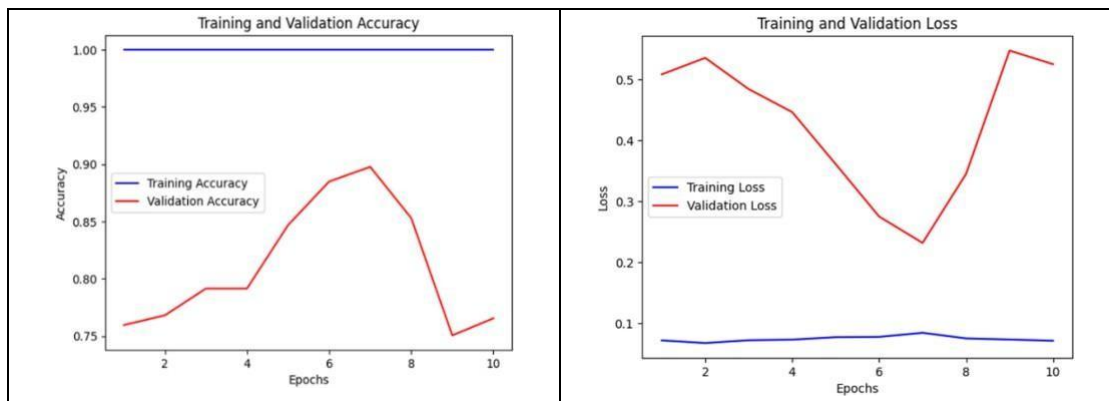 Training and Validation Accuracy
1.00
0.95
0.90
0.85
0.80
0.75
Accuracy
Training Accuracy
Validation Accuracy
2 4 6 8 10
Epochs
Training and Validation Loss
0.5
0.4
0.3
0.2
0.1
Loss
Training Loss
Validation Loss
2 4 6 8 10
Epochs